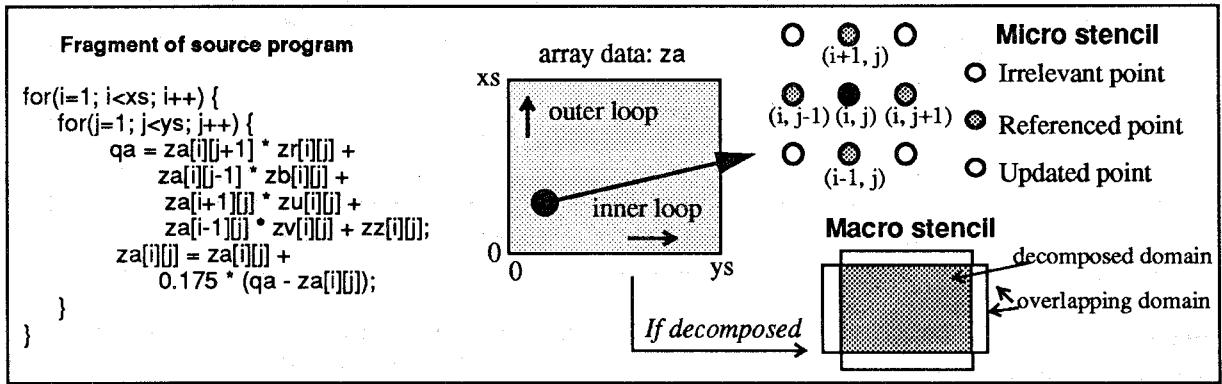 Fragment of source program
for(i=1; i<xs; i++) {
for(j=1; j<ys; j++) {
qa = za[i][j+1] * zr[i][j] +
za[i][j-1] * zb[i][j] +
za[i+1][j] * zu[i][j] +
za[i-1][j] * zv[i][j] + zz[i][j];
za[i][j] = za[i][j] +
0.175 * (qa - za[i][j]);
}
}
array data: za
xs
outer loop
inner loop
0
0
ys
If decomposed
(i+1, j)
(i, j-1) (i, j) (i, j+1)
(i-1, j)
Micro stencil
Irrelevant point
Referenced point
Updated point
Macro stencil
decomposed domain
overlapping domain